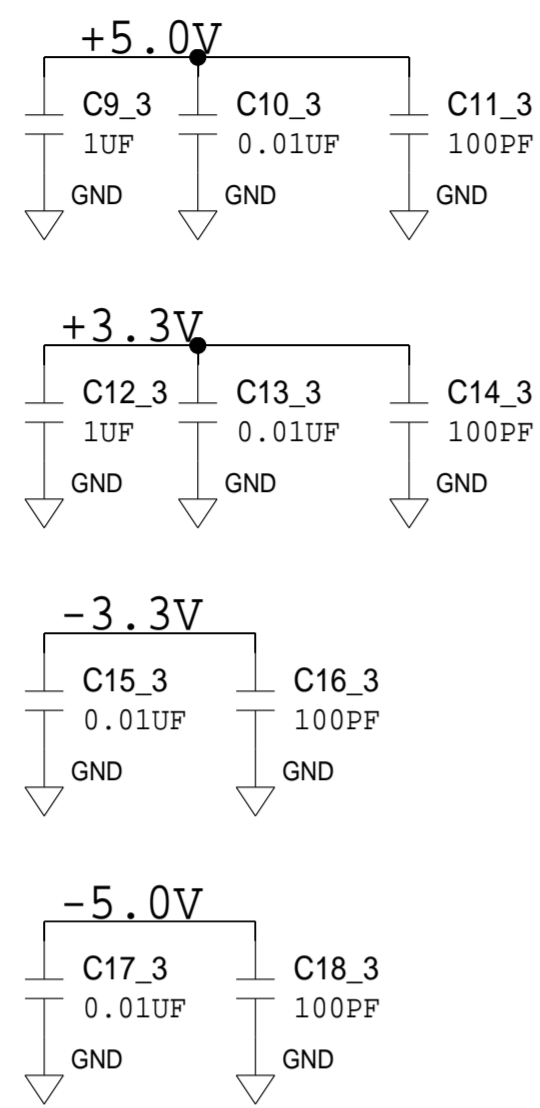 +5.0V
C9_3 C10_3 C11_3
1UF 0.01UF 100PF
GND GND GND
+3.3V
C12_3 C13_3 C14_3
1UF 0.01UF 100PF
GND GND GND
-3.3V
C15_3 C16_3
0.01UF 100PF
GND GND
-5.0V
C17_3 C18_3
0.01UF 100PF
GND GND